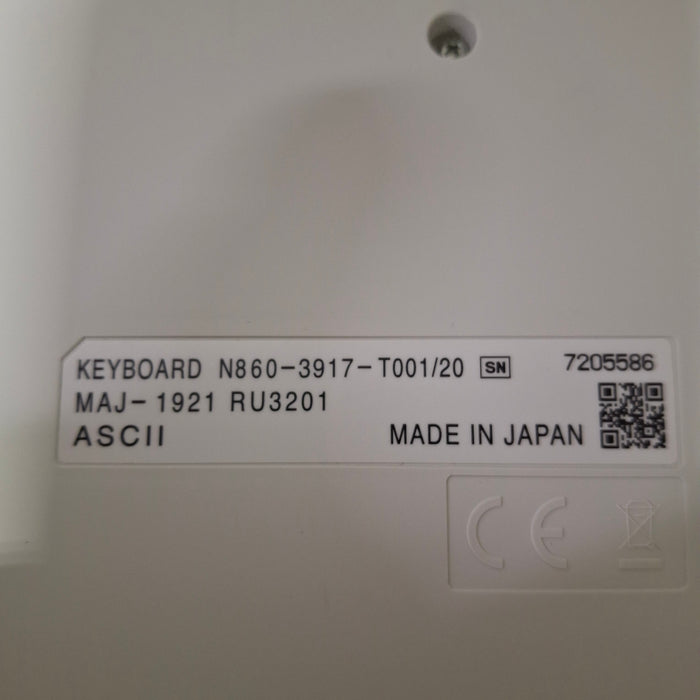 KEYBOARD N860-3917-T001/20 SN 7205586
MAJ-1921 RU3201
ASCII MADE IN JAPAN
CE